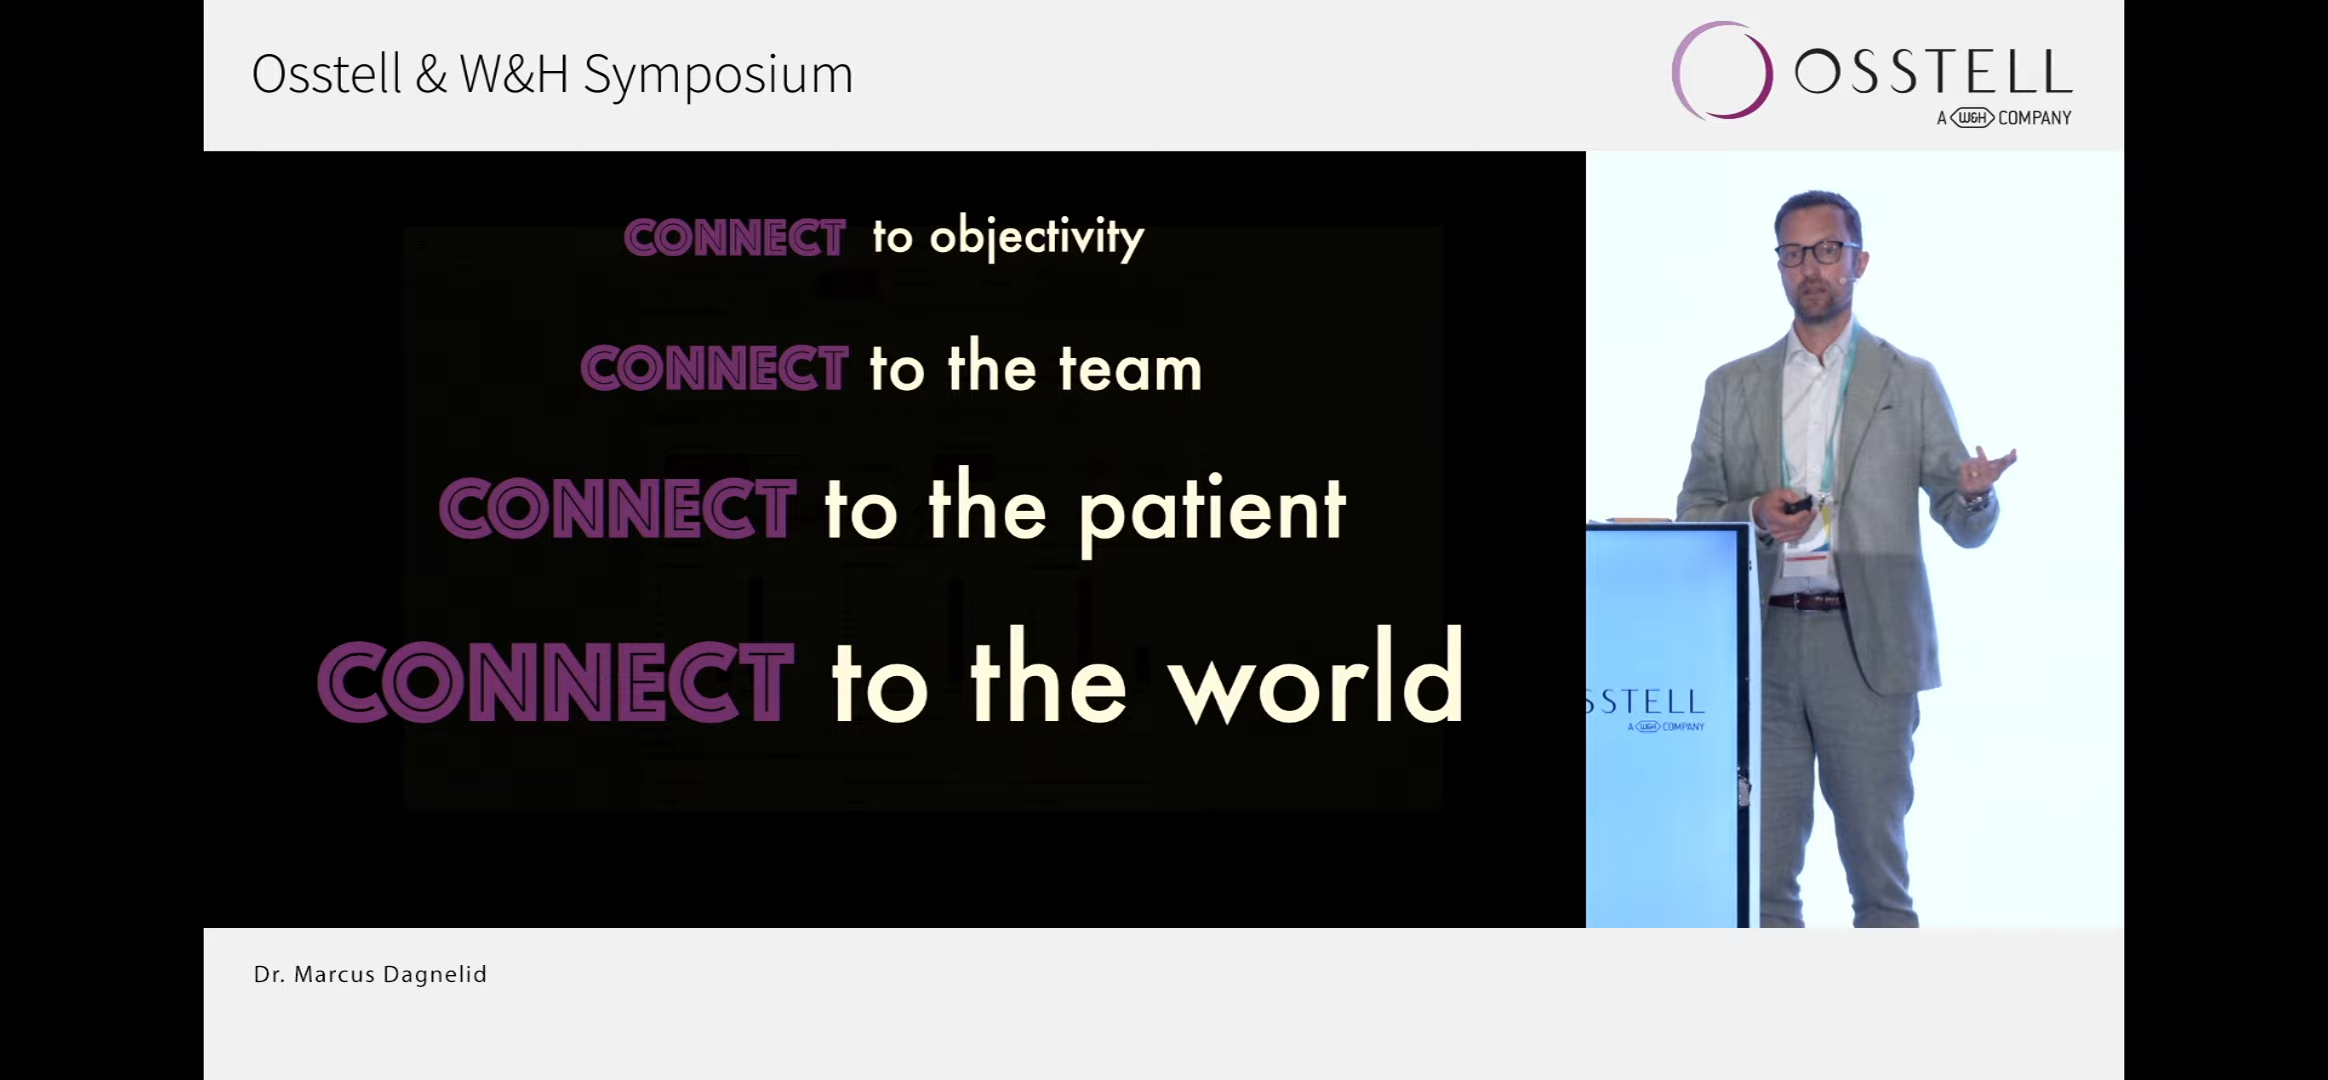 Osstell & W&H Symposium
OSSTELL
A W&H COMPANY
CONNECT to objectivity
CONNECT to the team
CONNECT to the patient
CONNECT to the world
SSTELL
A W&H COMPANY
Dr. Marcus Dagnelid